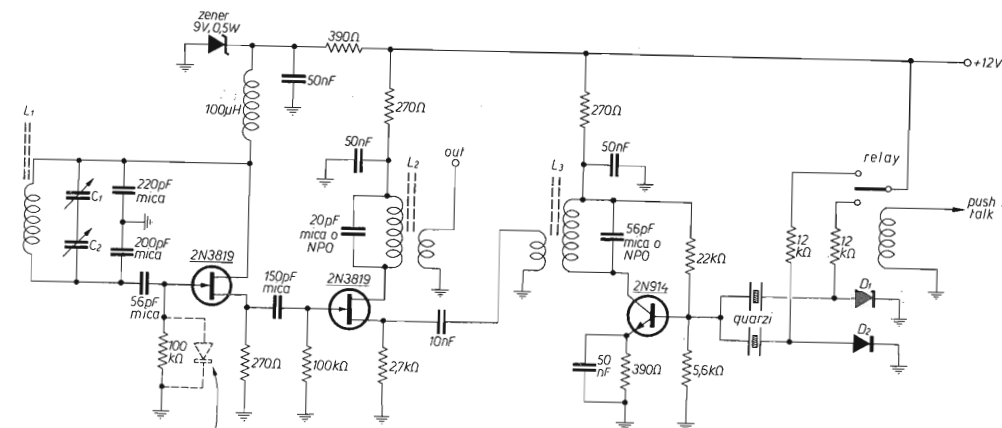 zener
9V, 0,5W
390Ω
+12V
50nF
100µH
270Ω
270Ω
L1
50nF
out
L2
L3
50nF
relay
C1
220pF
mica
20pF
mica o
NPO
56pF
mica o
NPO
push
talk
C2
200pF
mica
12
kΩ
12
kΩ
22kΩ
2N3819
150pF
mica
2N3819
2N914
D1
quarzi
56pF
mica
10nF
D2
100
kΩ
270Ω
100kΩ
2,7kΩ
50
nF
390Ω
5,6kΩ